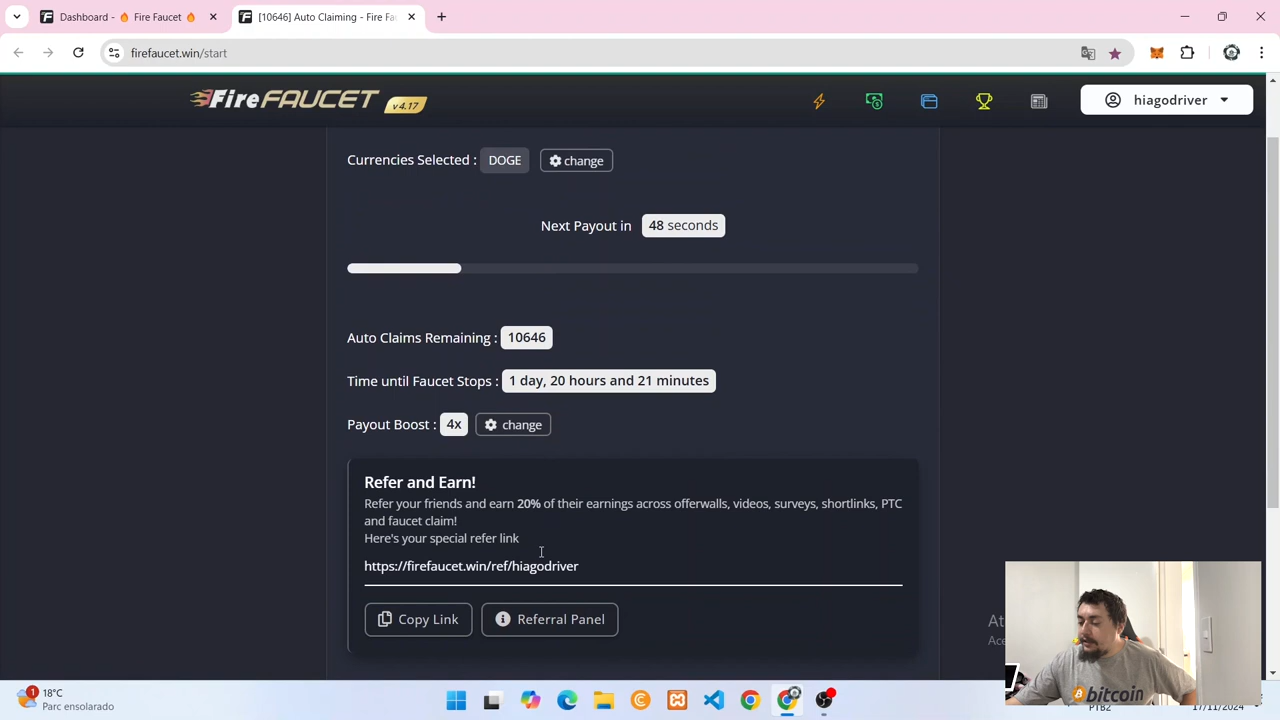 Dashboard - 🔥 Fire Faucet 🔥
[10646] Auto Claiming - Fire Fa
firefaucet.win/start
Fire FAUCET v4.17
hiagodriver
Currencies Selected : DOGE change
Next Payout in 48 seconds
Auto Claims Remaining : 10646
Time until Faucet Stops : 1 day, 20 hours and 21 minutes
Payout Boost : 4x change
Refer and Earn!
Refer your friends and earn 20% of their earnings across offerwalls, videos, surveys, shortlinks, PTC
and faucet claim!
Here's your special refer link
https://firefaucet.win/ref/hiagodriver
Copy Link
Referral Panel
bitcoin
1
18°C
Parc ensolarado
PTB2
17/11/2024